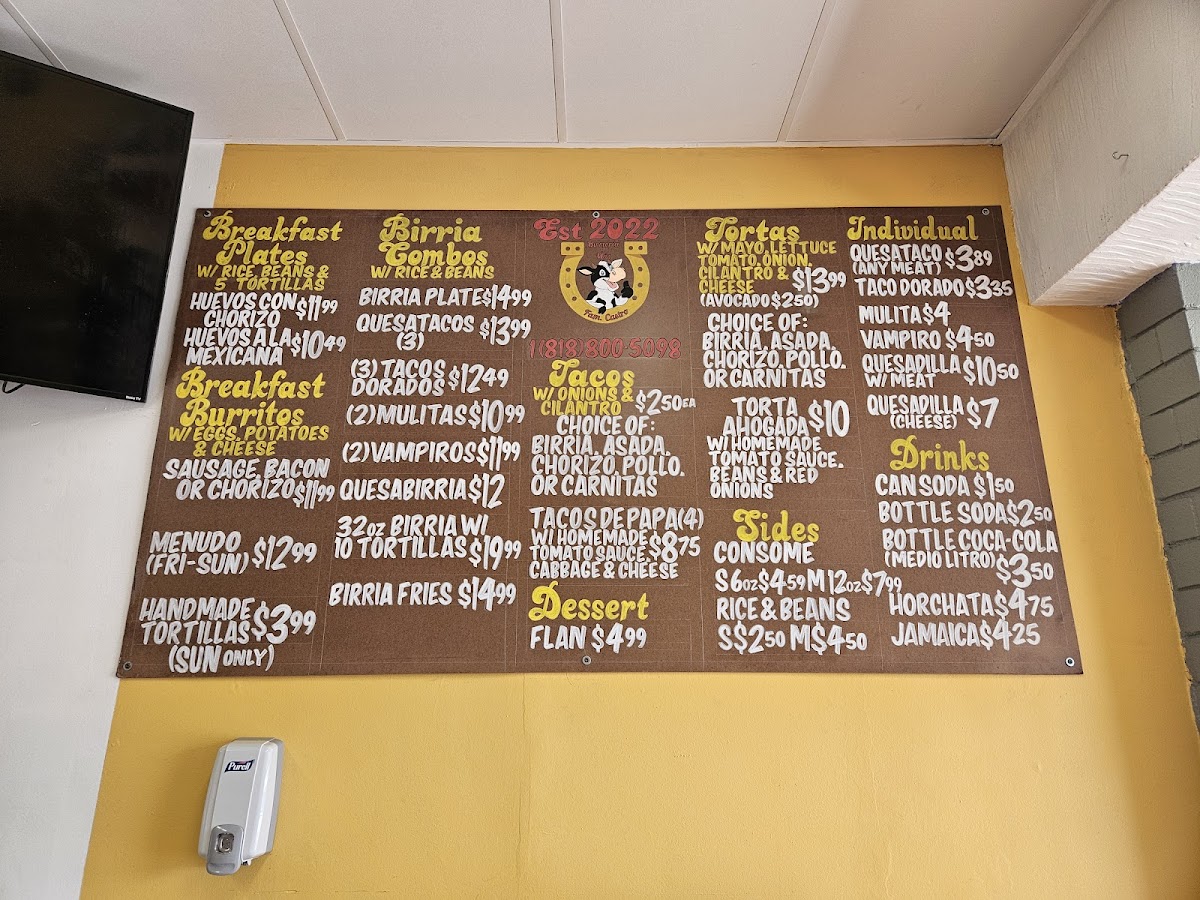 Breakfast
Plates
W/ RICE, BEANS &
5 TORTILLAS
HUEVOS CON
CHORIZO $11.99
HUEVOS A LA
MEXICANA $10.49
Breakfast
Burritos
W/ EGGS, POTATOES
& CHEESE
SAUSAGE, BACON
OR CHORIZO $11.99
MENUDO
(FRI-SUN) $12.99
HANDMADE
TORTILLAS $3.99
(SUN ONLY)
Birria
Combos
W/ RICE & BEANS
BIRRIA PLATE $14.99
QUESATACOS $13.99
(3)
(3) TACOS
DORADOS $12.49
(2) MULITAS $10.99
(2) VAMPIROS $11.99
QUESABIRRIA $12
32oz BIRRIA W/
10 TORTILLAS $19.99
BIRRIA FRIES $14.99
Est 2022
Fam. Castro
1(818)800-5098
Tacos
W/ ONIONS &
CILANTRO $2.50 EA
CHOICE OF:
BIRRIA, ASADA,
CHORIZO, POLLO,
OR CARNITAS
TACOS DE PAPA (4)
W/ HOMEMADE
TOMATO SAUCE, $8.75
CABBAGE & CHEESE
Dessert
FLAN $4.99
Tortas
W/ MAYO, LETTUCE
TOMATO, ONION,
CILANTRO &
CHEESE $13.99
(AVOCADO $2.50)
CHOICE OF:
BIRRIA, ASADA,
CHORIZO, POLLO,
OR CARNITAS
TORTA
AHOGADA $10
W/ HOMEMADE
TOMATO SAUCE,
BEANS & RED
ONIONS
Sides
CONSOME
S 6oz $4.59 M 12oz $7.99
RICE & BEANS
S $2.50 M $4.50
Individual
QUESATACO
(ANY MEAT) $3.89
TACO DORADO $3.35
MULITA $4
VAMPIRO $4.50
QUESADILLA
W/ MEAT $10.50
QUESADILLA
(CHEESE) $7
Drinks
CAN SODA $1.50
BOTTLE SODA $2.50
BOTTLE COCA-COLA
(MEDIO LITRO) $3.50
HORCHATA $4.75
JAMAICA $4.25
Purell